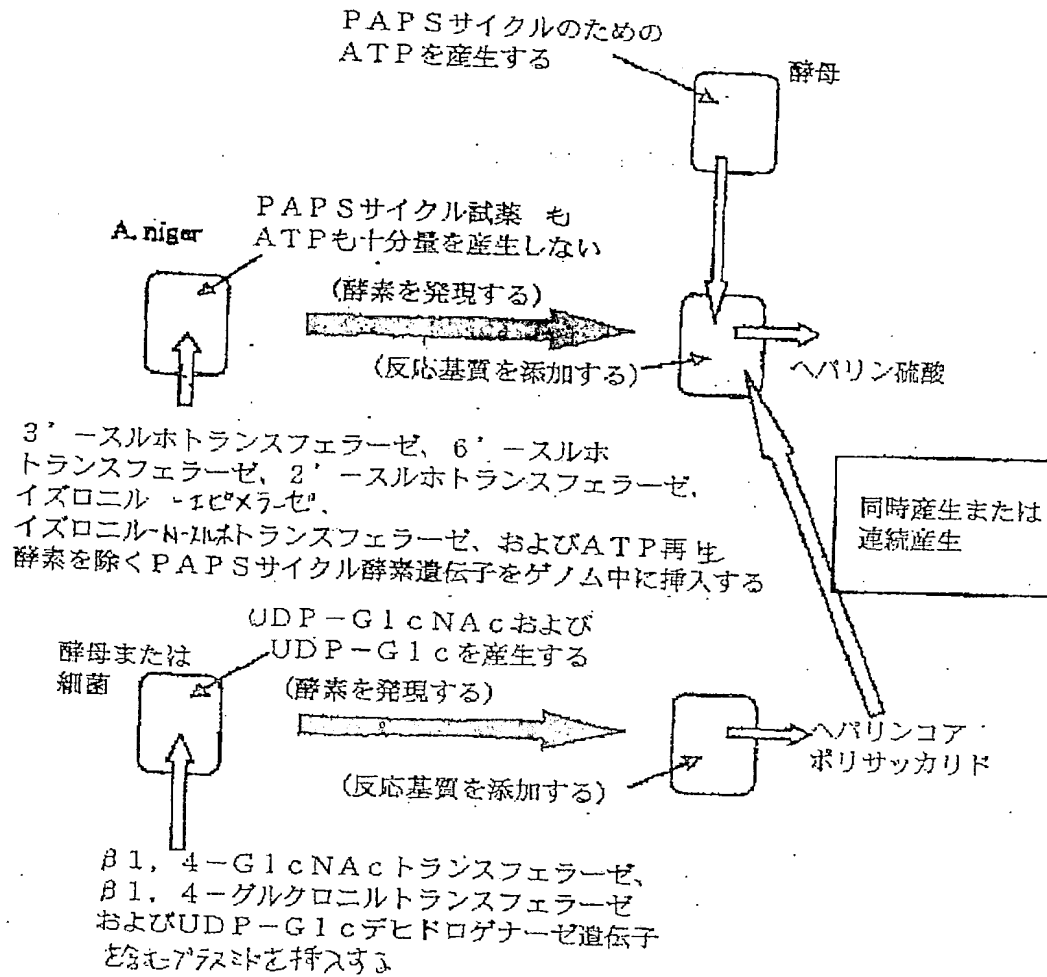 PAPSサイクルのための
ATPを産生する
酵母
PAPSサイクル試薬 も
ATPも十分量を産生しない
A. niger
(酵素を発現する)
(反応基質を添加する)
ヘパリン硫酸
3'ースルホトランスフェラーゼ、6'ースルホ
トランスフェラーゼ、2'ースルホトランスフェラーゼ、
イズロニル -エピメラーゼ、
イズロニル-N-スルホトランスフェラーゼ、およびATP再生
酵素を除くPAPSサイクル酵素遺伝子をゲノム中に挿入する
同時産生または
連続産生
UDP-GlcNAcおよび
UDP-Glcを産生する
酵母または
細菌
(酵素を発現する)
(反応基質を添加する)
ヘパリンコア
ポリサッカリド
β1,4-GlcNAcトランスフェラーゼ、
β1,4-グルクロニルトランスフェラーゼ
およびUDP-Glcデヒドロゲナーゼ遺伝子
を含むプラスミドを挿入する